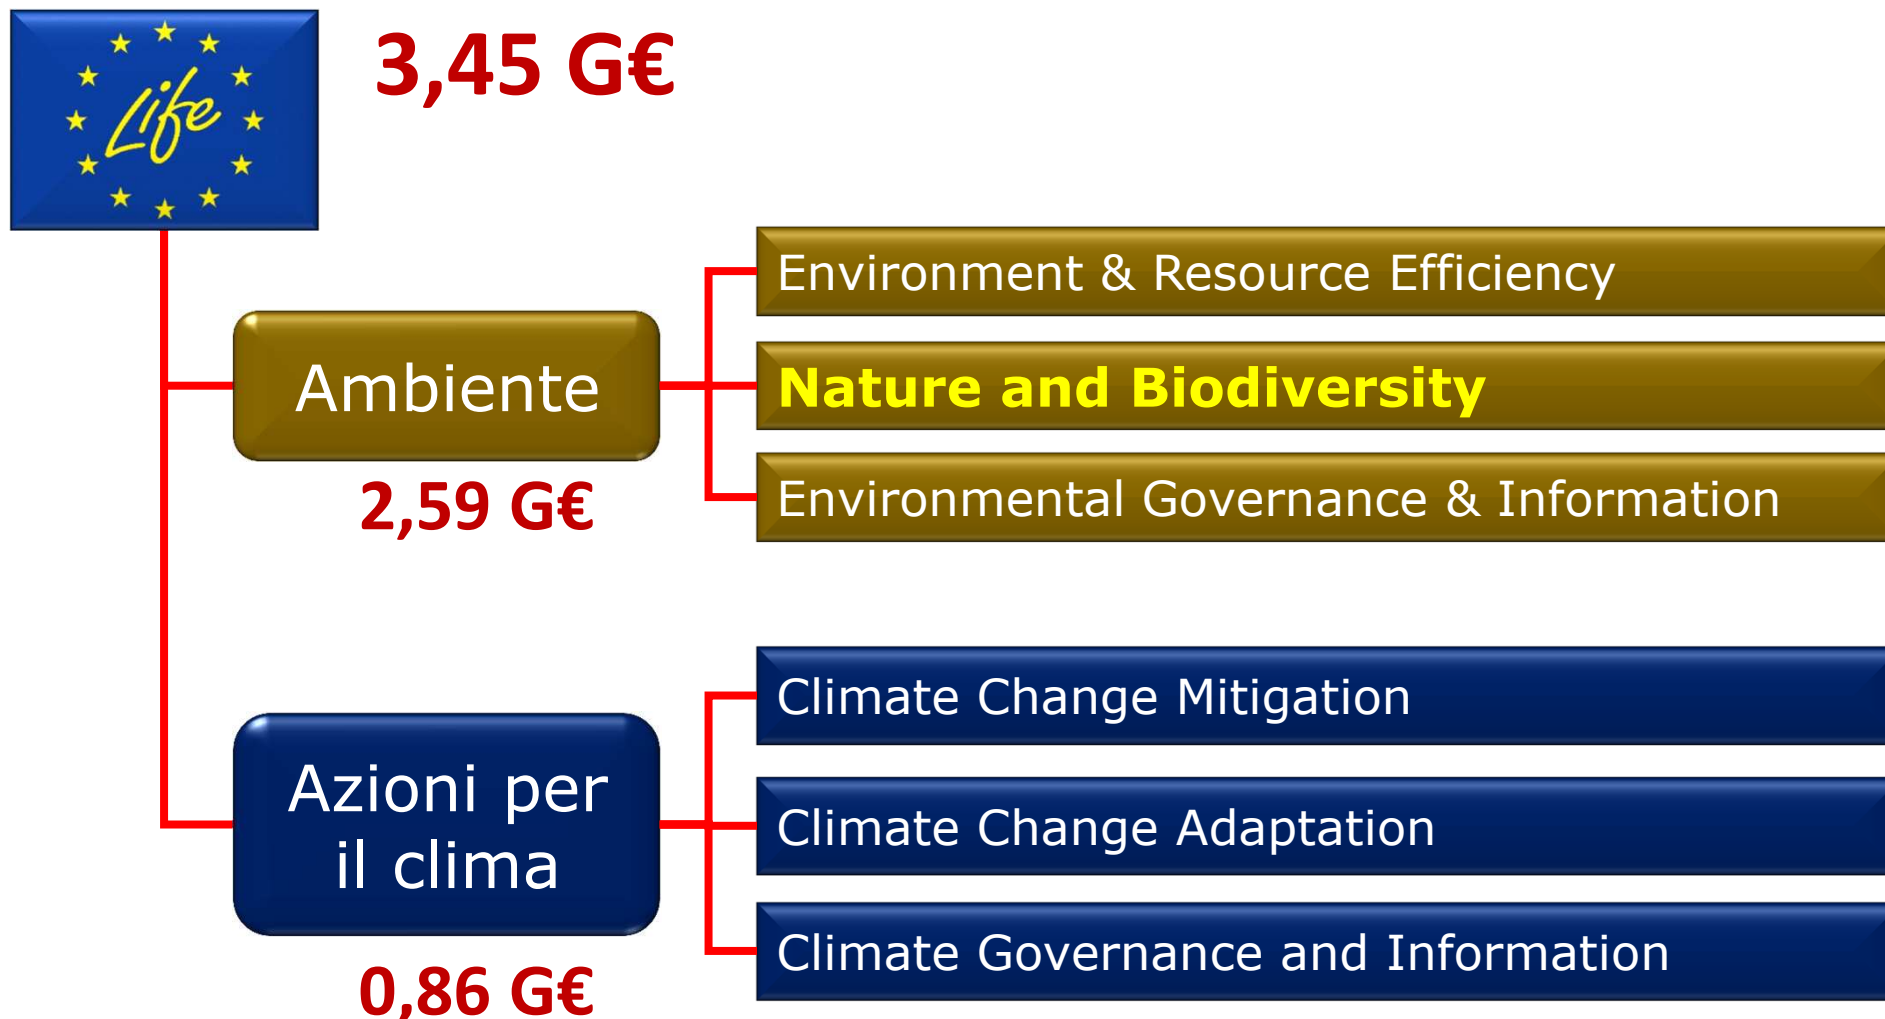 Life
3,45 G€
Ambiente
2,59 G€
Environment & Resource Efficiency
Nature and Biodiversity
Environmental Governance & Information
Azioni per
il clima
0,86 G€
Climate Change Mitigation
Climate Change Adaptation
Climate Governance and Information